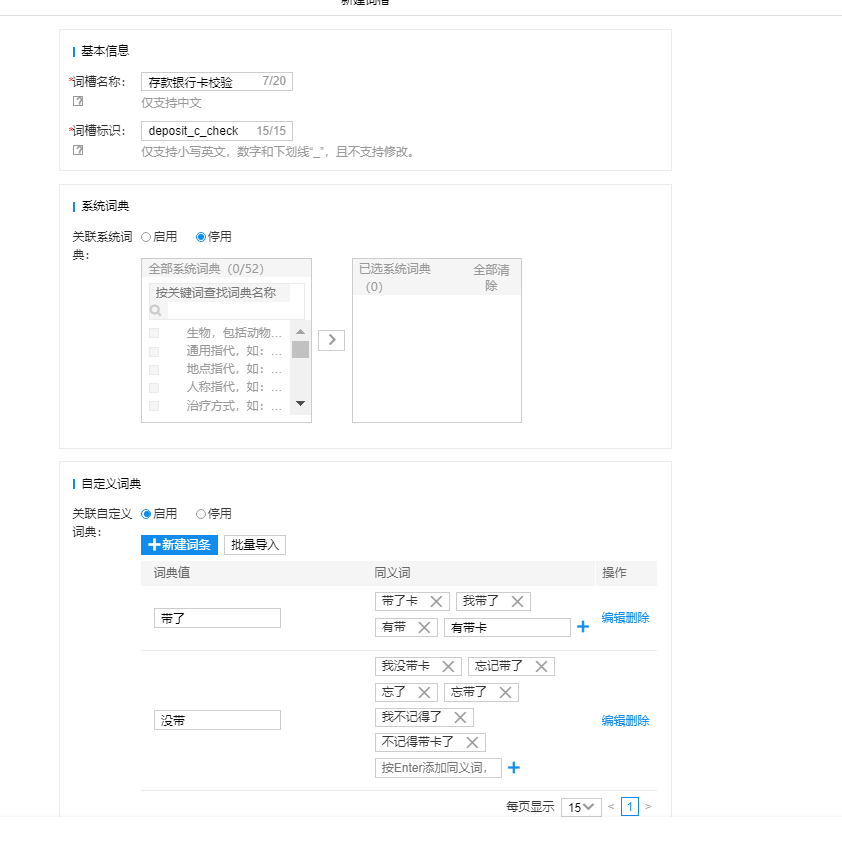 新建词槽
基本信息
*词槽名称： 存款银行卡校验 7/20
仅支持中文
*词槽标识： deposit_c_check 15/15
仅支持小写英文，数字和下划线“_”，且不支持修改。
系统词典
关联系统词典： 启用 停用
全部系统词典（0/52）
按关键词查找词典名称
生物，包括动物...
通用指代，如：...
地点指代，如：...
人称指代，如：...
治疗方式，如：...
已选系统词典（0） 全部清除
自定义词典
关联自定义词典： 启用 停用
新建词条 批量导入
词典值 同义词 操作
带了 带了卡 我带了
有带 有带卡 编辑删除
没带 我没带卡 忘记带了
忘了 忘带了
我不记得了
不记得带卡了
按Enter添加同义词， 编辑删除
每页显示 15 < 1 >